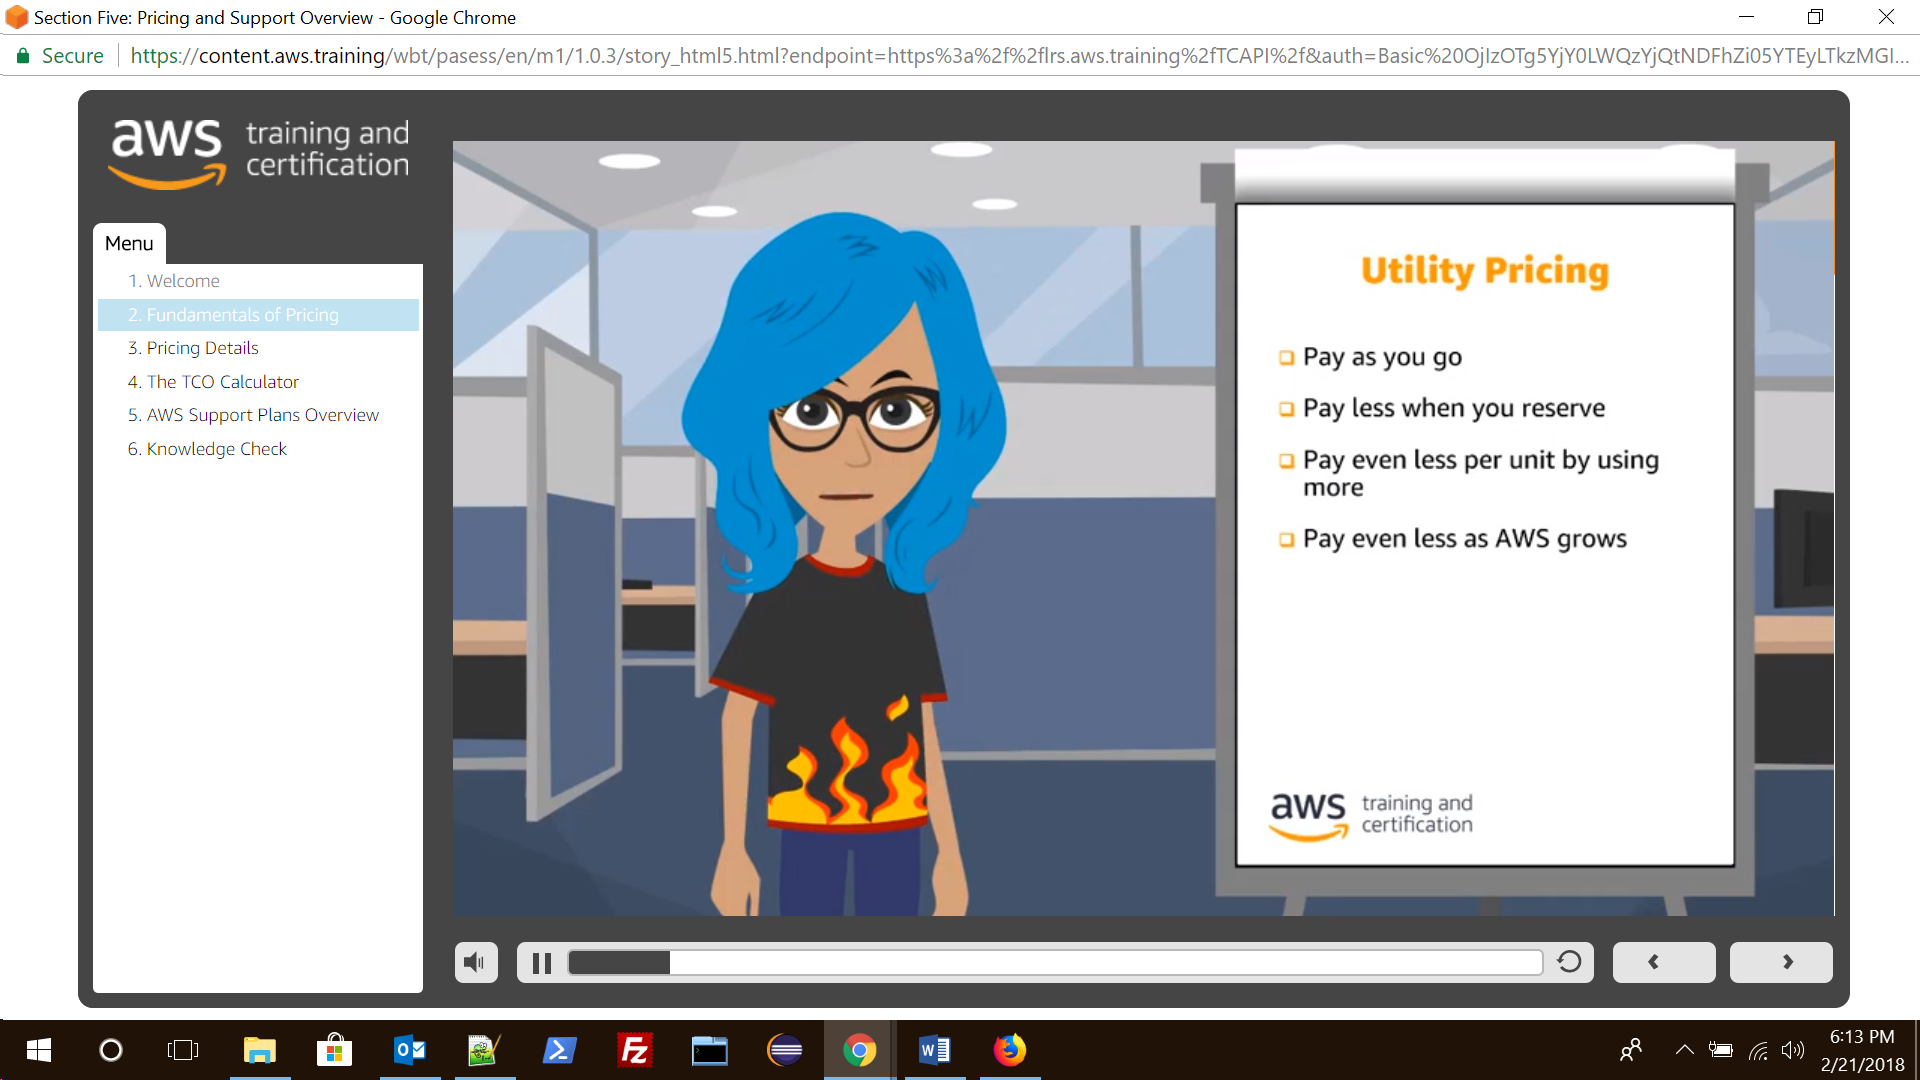 Section Five: Pricing and Support Overview - Google Chrome
Secure
https://content.aws.training/wbt/pasess/en/m1/1.0.3/story_html5.html?endpoint=https%3a%2f%2flrs.aws.training%2fTCAPI%2f&auth=Basic%20OjIzOTg5YjY0LWQzYjQtNDFhZi05YTEyLTkzMGI...
aws training and
certification
Menu
1. Welcome
2. Fundamentals of Pricing
3. Pricing Details
4. The TCO Calculator
5. AWS Support Plans Overview
6. Knowledge Check
Utility Pricing
Pay as you go
Pay less when you reserve
Pay even less per unit by using
more
Pay even less as AWS grows
aws training and
certification
6:13 PM
2/21/2018